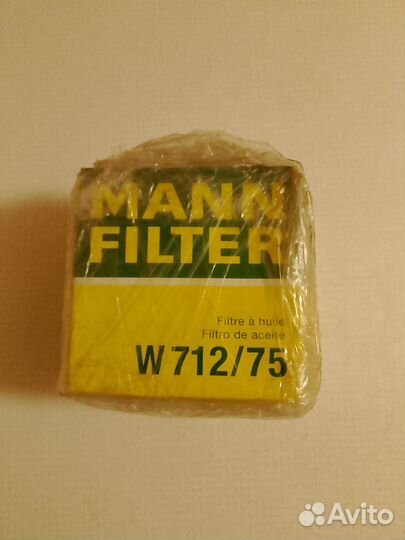 MANN
FILTER
Filtre à huile
Filtro de aceite
W 712/75
Avito